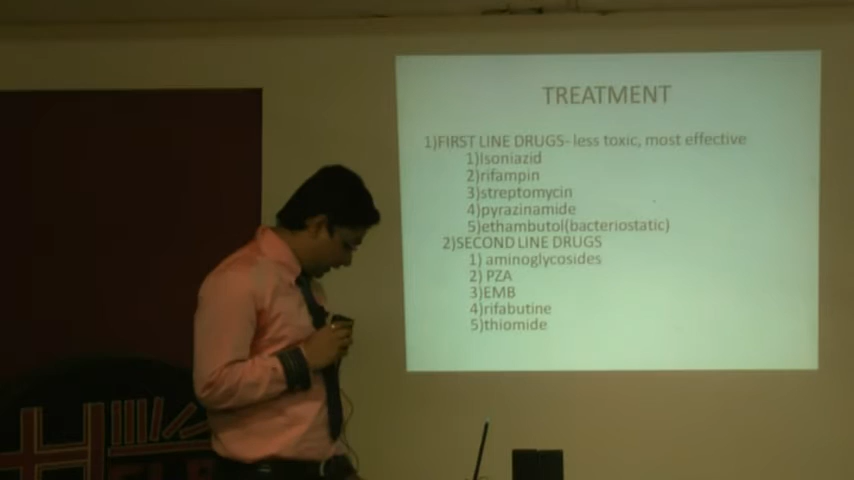 TREATMENT
1)FIRST LINE DRUGS- less toxic, most effective
1)Isoniazid
2)rifampin
3)streptomycin
4)pyrazinamide
5)ethambutol(bacteriostatic)
2)SECOND LINE DRUGS
1) aminoglycosides
2) PZA
3)EMB
4)rifabutine
5)thiomide